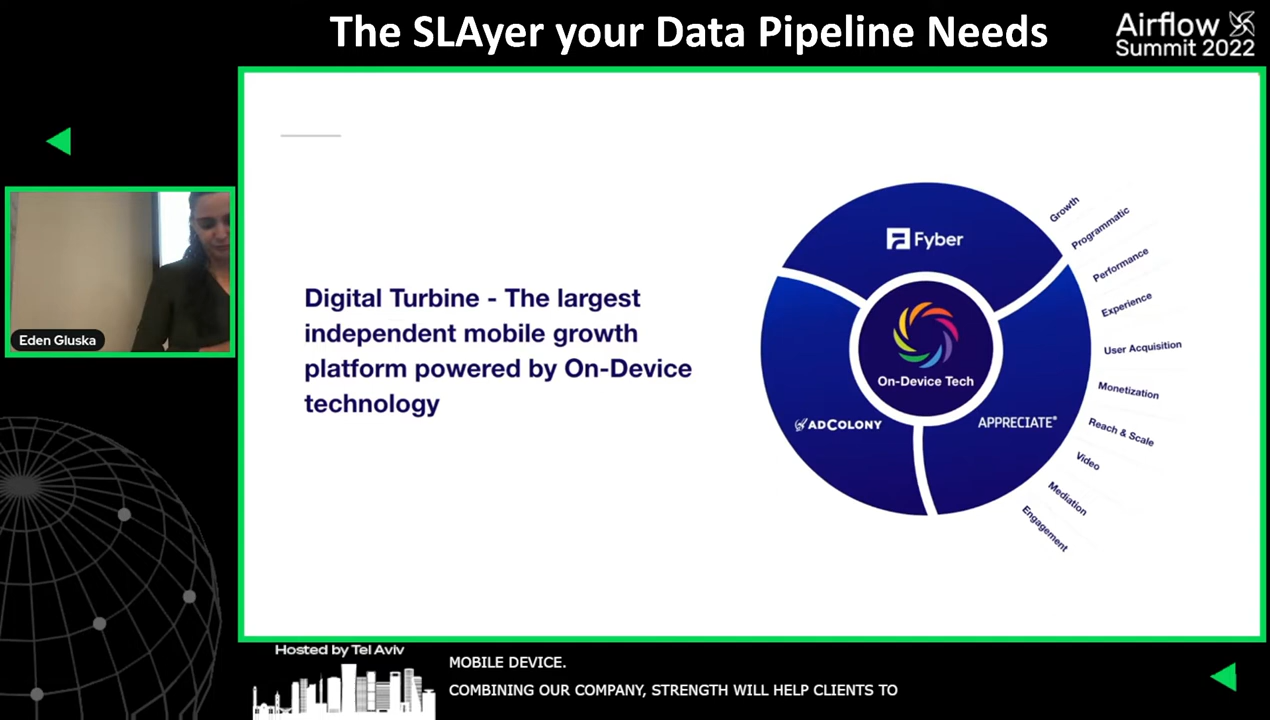 The SLAyer your Data Pipeline Needs
Airflow
Summit 2022
Eden Gluska
Digital Turbine - The largest
independent mobile growth
platform powered by On-Device
technology
Fyber
On-Device Tech
ADCOLONY
APPRECIATE®
Growth
Programmatic
Performance
Experience
User Acquisition
Monetization
Reach & Scale
Video
Mediation
Engagement
Hosted by Tel Aviv
MOBILE DEVICE.
COMBINING OUR COMPANY, STRENGTH WILL HELP CLIENTS TO